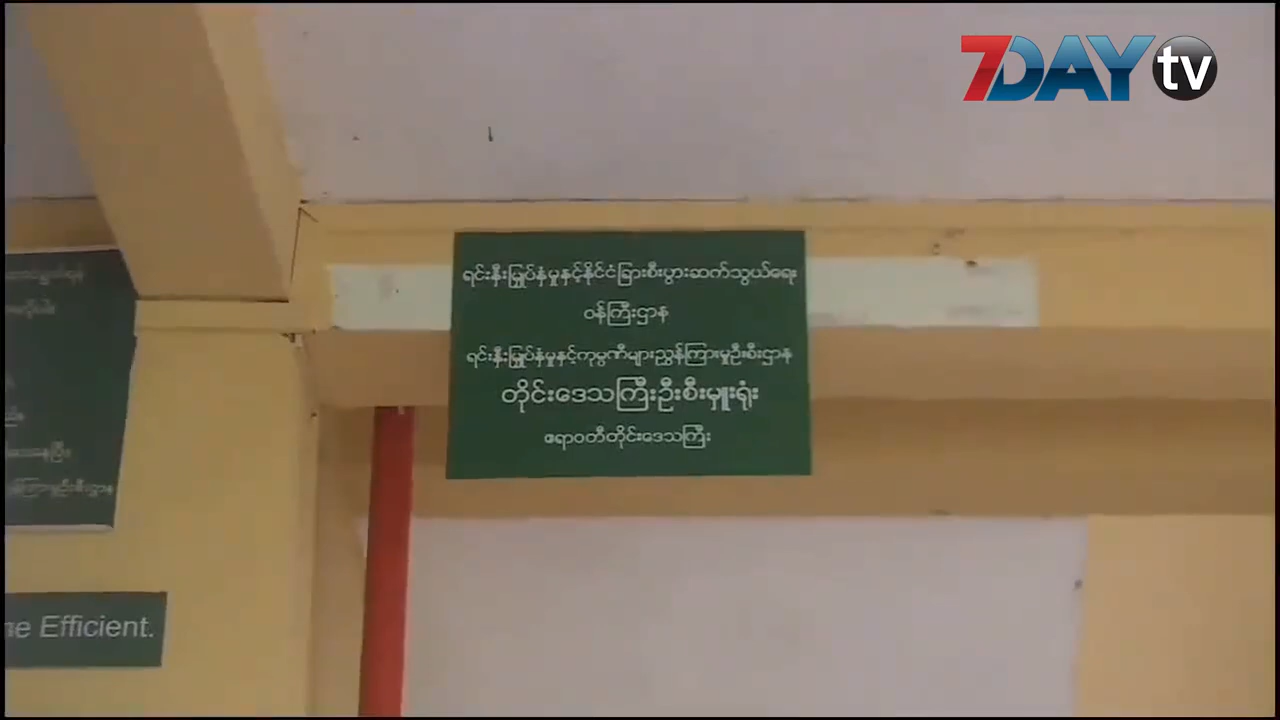 7DAY tv
ရင်းနှီးမြှုပ်နှံမှုနှင့်နိုင်ငံခြားစီးပွားဆက်သွယ်ရေး
ဝန်ကြီးဌာန
ရင်းနှီးမြှုပ်နှံမှုနှင့်ကုမ္ပဏီများညွှန်ကြားမှုဦးစီးဌာန
တိုင်းဒေသကြီးဦးစီးမှူးရုံး
ဧရာဝတီတိုင်းဒေသကြီး
Efficient.